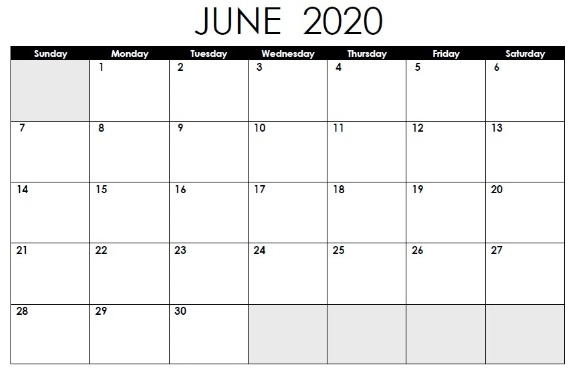 JUNE 2020
Sunday Monday Tuesday Wednesday Thursday Friday Saturday
1 2 3 4 5 6
7 8 9 10 11 12 13
14 15 16 17 18 19 20
21 22 23 24 25 26 27
28 29 30